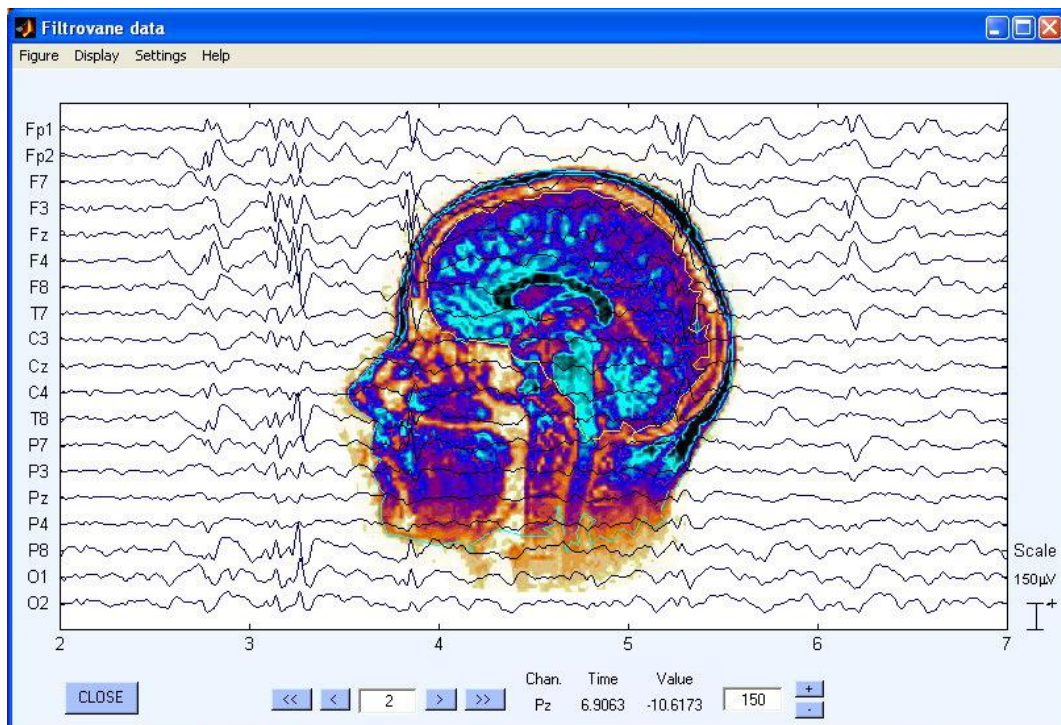 Filtrovane data
Figure Display Settings Help
Fp1
Fp2
F7
F3
Fz
F4
F8
T7
C3
Cz
C4
T8
P7
P3
Pz
P4
P8
O1
O2
Scale
150µV
+
2 3 4 5 6 7
CLOSE
<< < 2 > >>
Chan. Time Value
Pz 6.9063 -10.6173
150
+
-